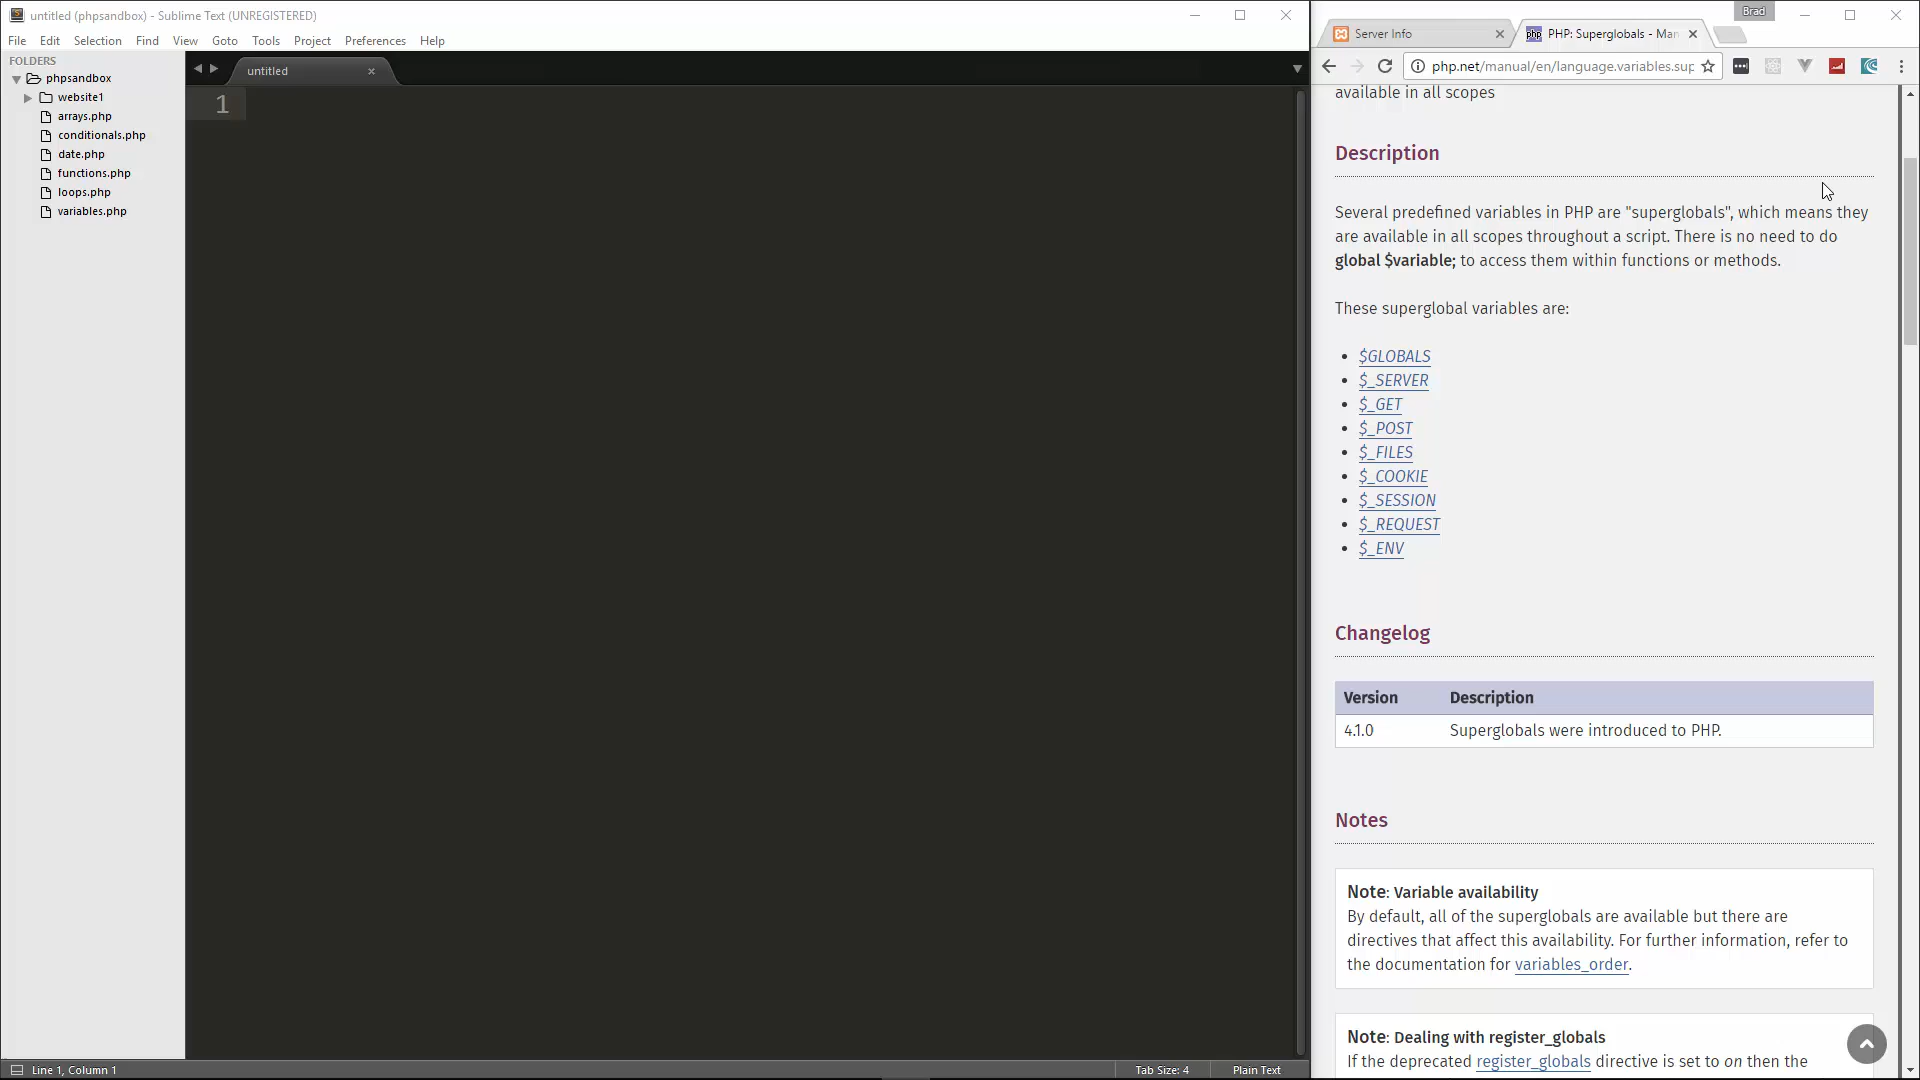 untitled (phpsandbox) - Sublime Text (UNREGISTERED)
File Edit Selection Find View Goto Tools Project Preferences Help
FOLDERS
phpsandbox
website1
arrays.php
conditionals.php
date.php
functions.php
loops.php
variables.php
untitled
1
Line 1, Column 1
Tab Size: 4
Plain Text
Brad
Server Info
PHP: Superglobals - Man
php.net/manual/en/language.variables.sup
available in all scopes
Description
Several predefined variables in PHP are "superglobals", which means they
are available in all scopes throughout a script. There is no need to do
global $variable; to access them within functions or methods.
These superglobal variables are:
$GLOBALS
$_SERVER
$_GET
$_POST
$_FILES
$_COOKIE
$_SESSION
$_REQUEST
$_ENV
Changelog
Version Description
4.1.0 Superglobals were introduced to PHP.
Notes
Note: Variable availability
By default, all of the superglobals are available but there are
directives that affect this availability. For further information, refer to
the documentation for variables_order.
Note: Dealing with register_globals
If the deprecated register_globals directive is set to on then the